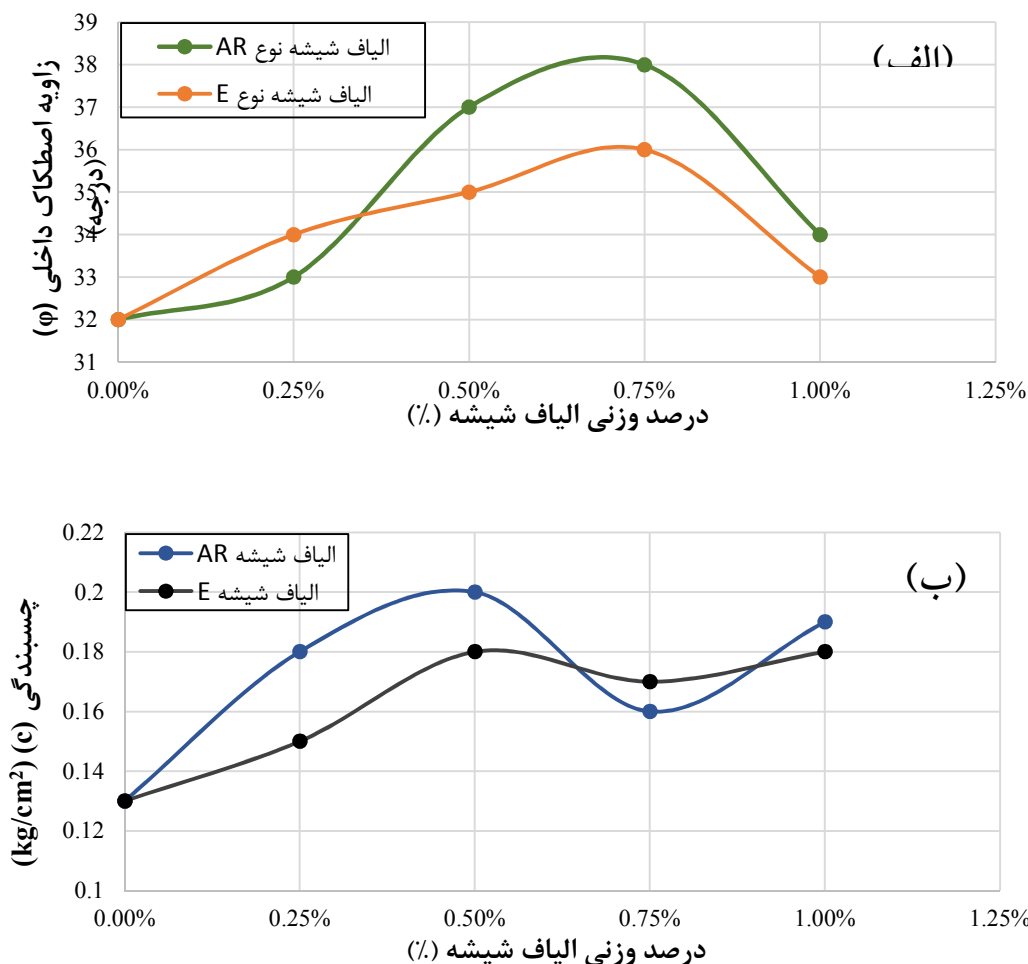 39
38
37
36
35
34
33
32
31
الیاف شیشه نوع AR
الیاف شیشه نوع E
(الف)
زاویه اصطکاک داخلی (φ)
(درجه)
0.00% 0.25% 0.50% 0.75% 1.00% 1.25%
درصد وزنی الیاف شیشه (٪)
0.22
0.2
0.18
0.16
0.14
0.12
0.1
الیاف شیشه AR
الیاف شیشه E
(ب)
چسبندگی (c) (kg/cm²)
0.00% 0.25% 0.50% 0.75% 1.00% 1.25%
درصد وزنی الیاف شیشه (٪)